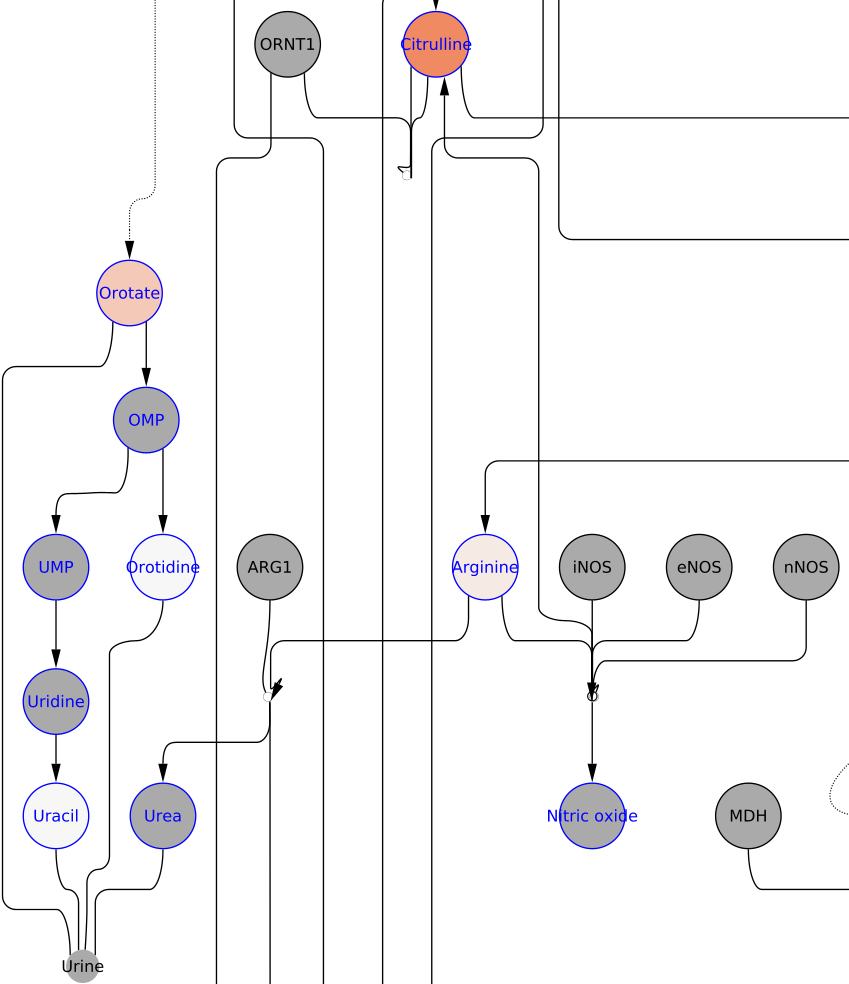 ORNT1
Citrulline
Orotate
OMP
UMP
Orotidine
ARG1
Arginine
iNOS
eNOS
nNOS
Uridine
Uracil
Urea
Nitric oxide
MDH
Urine